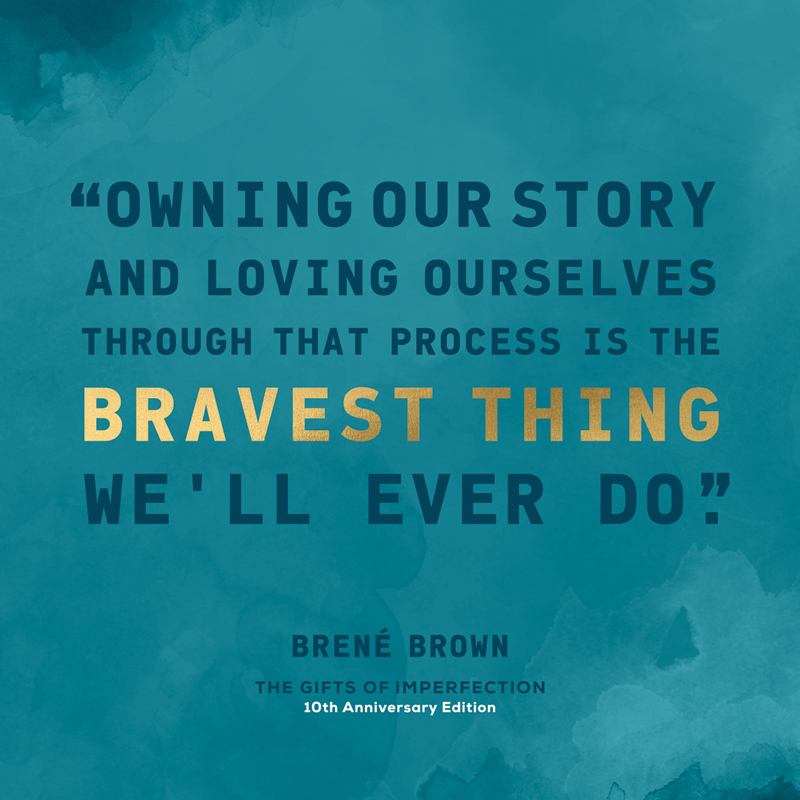 “OWNING OUR STORY
AND LOVING OURSELVES
THROUGH THAT PROCESS IS THE
BRAVEST THING
WE'LL EVER DO.”
BRENÉ BROWN
THE GIFTS OF IMPERFECTION
10th Anniversary Edition